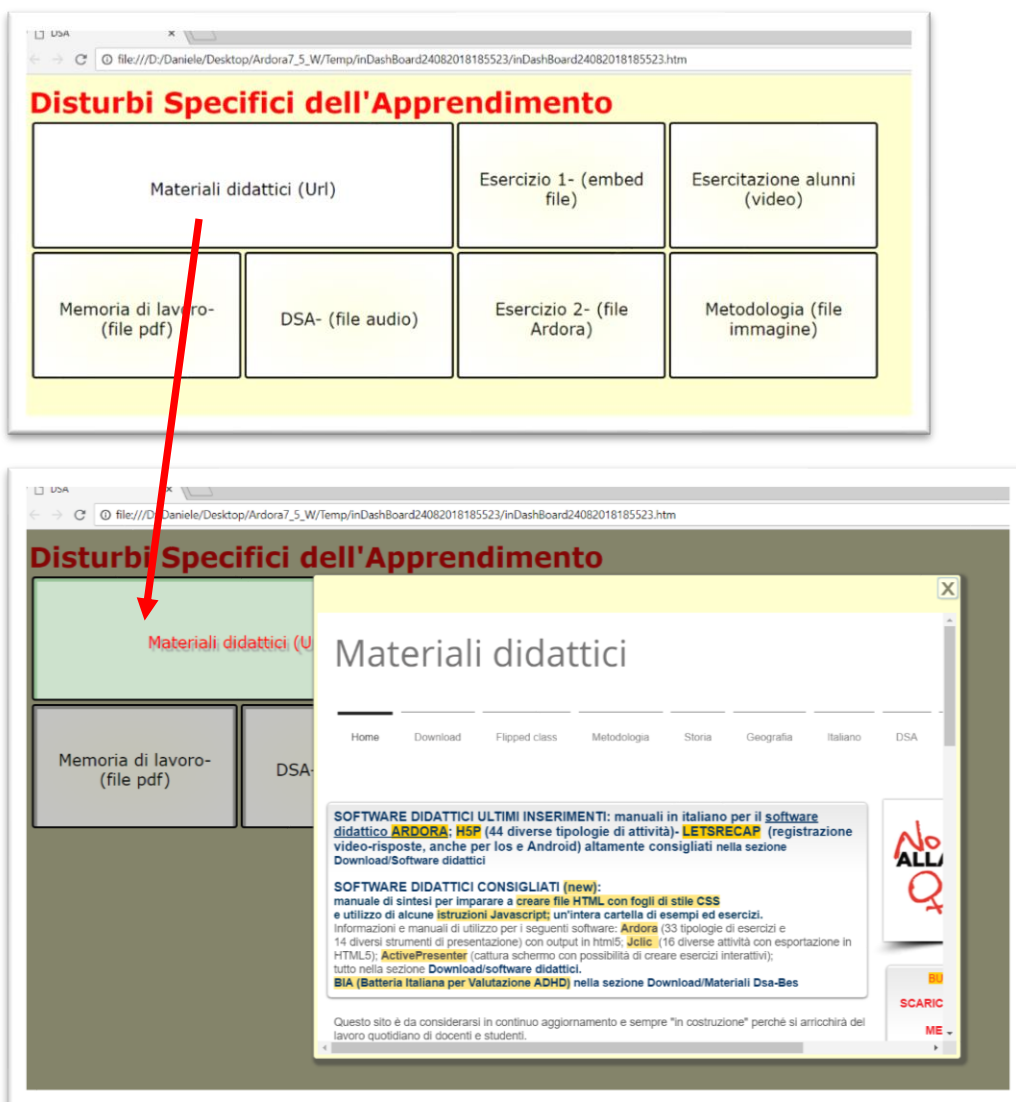 DSA
file:///D:/Daniele/Desktop/Ardora7_5_W/Temp/inDashBoard24082018185523/inDashBoard24082018185523.htm
Disturbi Specifici dell'Apprendimento
Materiali didattici (Url)
Esercizio 1- (embed
file)
Esercitazione alunni
(video)
Memoria di lavoro-
(file pdf)
DSA- (file audio)
Esercizio 2- (file
Ardora)
Metodologia (file
immagine)
DSA
file:///D:/Daniele/Desktop/Ardora7_5_W/Temp/inDashBoard24082018185523/inDashBoard24082018185523.htm
Disturbi Specifici dell'Apprendimento
Materiali didattici (U
Memoria di lavoro-
(file pdf)
DSA-
X
Materiali didattici
Home Download Flipped class Metodologia Storia Geografia Italiano DSA
SOFTWARE DIDATTICI ULTIMI INSERIMENTI: manuali in italiano per il software
didattico ARDORA; H5P (44 diverse tipologie di attività)- LETSRECAP (registrazione
video-risposte, anche per Ios e Android) altamente consigliati nella sezione
Download/Software didattici
SOFTWARE DIDATTICI CONSIGLIATI (new):
manuale di sintesi per imparare a creare file HTML con fogli di stile CSS
e utilizzo di alcune istruzioni Javascript; un'intera cartella di esempi ed esercizi.
Informazioni e manuali di utilizzo per i seguenti software: Ardora (33 tipologie di esercizi e
14 diversi strumenti di presentazione) con output in html5; Jclic (16 diverse attività con esportazione in
HTML5); ActivePresenter (cattura schermo con possibilità di creare esercizi interattivi);
tutto nella sezione Download/software didattici.
BIA (Batteria Italiana per Valutazione ADHD) nella sezione Download/Materiali Dsa-Bes
Questo sito è da considerarsi in continuo aggiornamento e sempre "in costruzione" perchè si arricchirà del
lavoro quotidiano di docenti e studenti.
No
ALLA
BU
SCARIC
ME